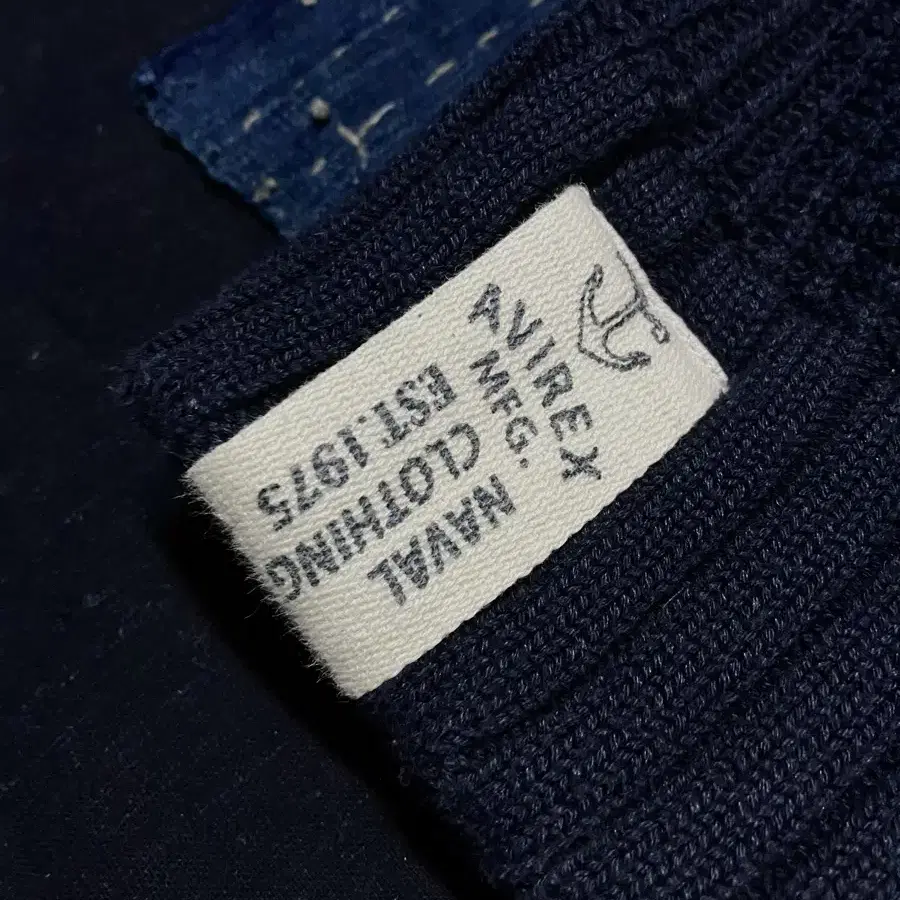 AVIREX
MFG.
NAVAL
CLOTHING
EST.1975